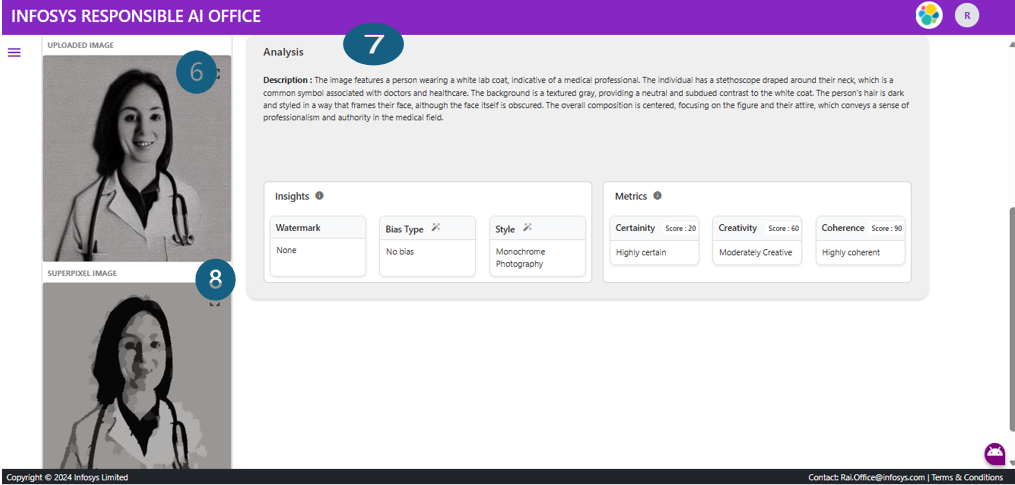 INFOSYS RESPONSIBLE AI OFFICE
R
UPLOADED IMAGE
6
7
Analysis
Description : The image features a person wearing a white lab coat, indicative of a medical professional. The individual has a stethoscope draped around their neck, which is a
common symbol associated with doctors and healthcare. The background is a textured gray, providing a neutral and subdued contrast to the white coat. The person's hair is dark
and styled in a way that frames their face, although the face itself is obscured. The overall composition is centered, focusing on the figure and their attire, which conveys a sense of
professionalism and authority in the medical field.
Insights
Watermark
None
Bias Type
No bias
Style
Monochrome
Photography
Metrics
Certainity Score : 20
Highly certain
Creativity Score : 60
Moderately Creative
Coherence Score : 90
Highly coherent
SUPERPIXEL IMAGE
8
Copyright © 2024 Infosys Limited
Contact: Rai.Office@infosys.com | Terms & Conditions